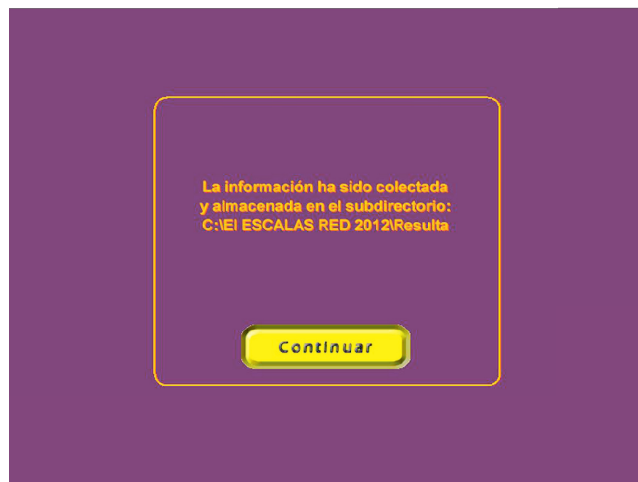 La información ha sido colectada
y almacenada en el subdirectorio:
C:\EI ESCALAS RED 2012\Resulta
Continuar